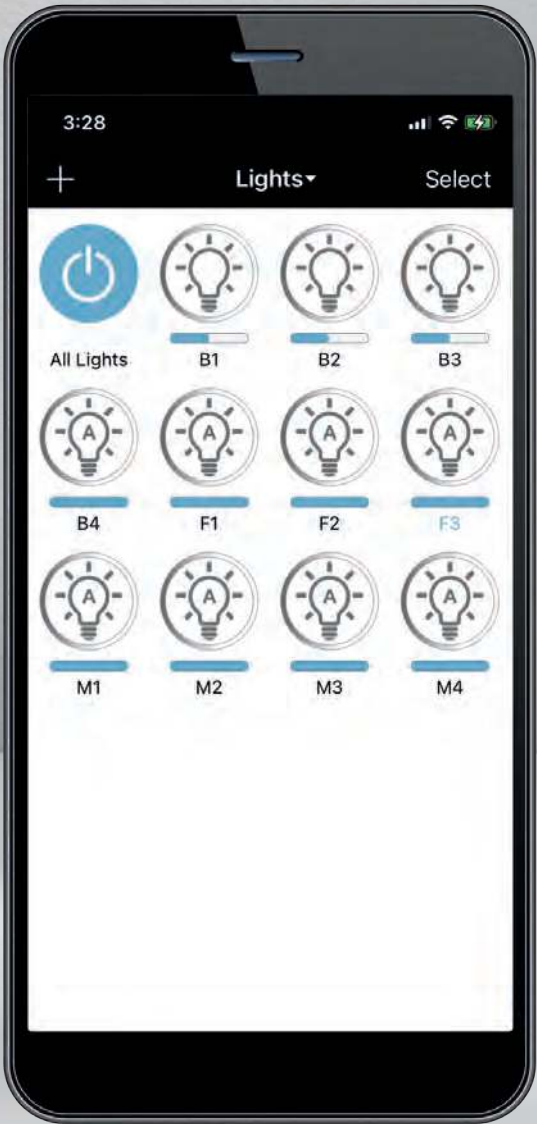 3:28
+ Lights▾ Select
All Lights B1 B2 B3
A A A A
B4 F1 F2 F3
A A A A
M1 M2 M3 M4